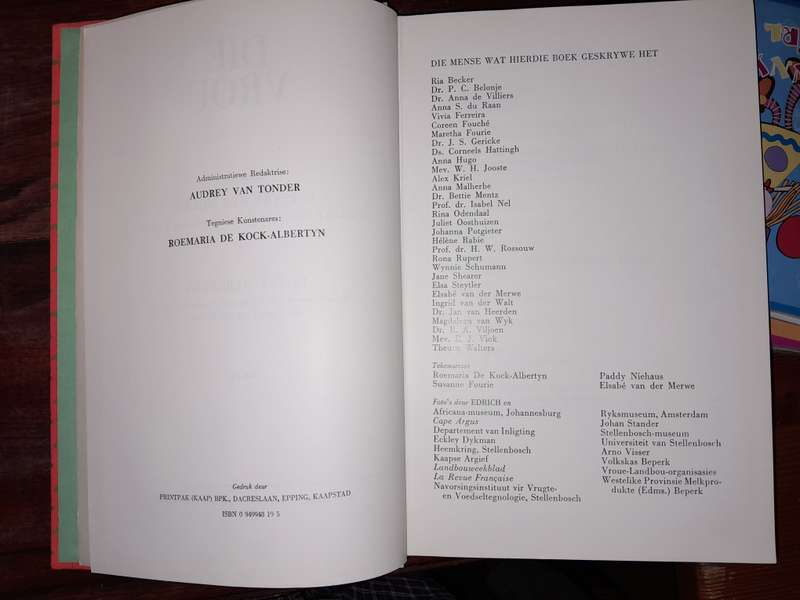 Administratiewe Redaktrise:
AUDREY VAN TONDER
Tegniese Kunstenares:
ROEMARIA DE KOCK-ALBERTYN
Gedruk deur
PRINTPAK (KAAP) BPK., DACRESLAAN, EPPING, KAAPSTAD
ISBN 0 949948 19 5
DIE MENSE WAT HIERDIE BOEK GESKRYWE HET
Ria Becker
Dr. P. C. Belonje
Dr. Anna de Villiers
Anna S. du Raan
Vivia Ferreira
Coreen Fouché
Maretha Fourie
Dr. J. S. Gericke
Ds. Corneels Hattingh
Anna Hugo
Mev. W. H. Jooste
Alex Kriel
Anna Malherbe
Dr. Bettie Mentz
Prof. dr. Isabel Nel
Rina Odendaal
Juliet Oosthuizen
Johanna Potgieter
Hélène Rabie
Prof. dr. H. W. Rossouw
Rona Rupert
Wynnie Schumann
Jane Shearer
Elsa Steytler
Elsabé van der Merwe
Ingrid van der Walt
Dr. Jan van Heerden
Magdalena van Wyk
Dr. R. A. Viljoen
Mev. E. J. Vick
Theum Walters
Tekenaresse
Roemaria De Kock-Albertyn
Susanne Fourie
Paddy Niehaus
Elsabé van der Merwe
Foto's deur EDRICH en
Africana-museum, Johannesburg
Cape Argus
Departement van Inligting
Eckley Dykman
Heemkring, Stellenbosch
Kaapse Argief
Landbouweekblad
La Revue Française
Navorsingsinstituut vir Vrugte-
en Voedseltegnologie, Stellenbosch
Ryksmuseum, Amsterdam
Johan Stander
Stellenbosch-museum
Universiteit van Stellenbosch
Arno Visser
Volkskas Beperk
Vroue-Landbou-organisasies
Westelike Provinsie Melkpro-
dukte (Edms.) Beperk